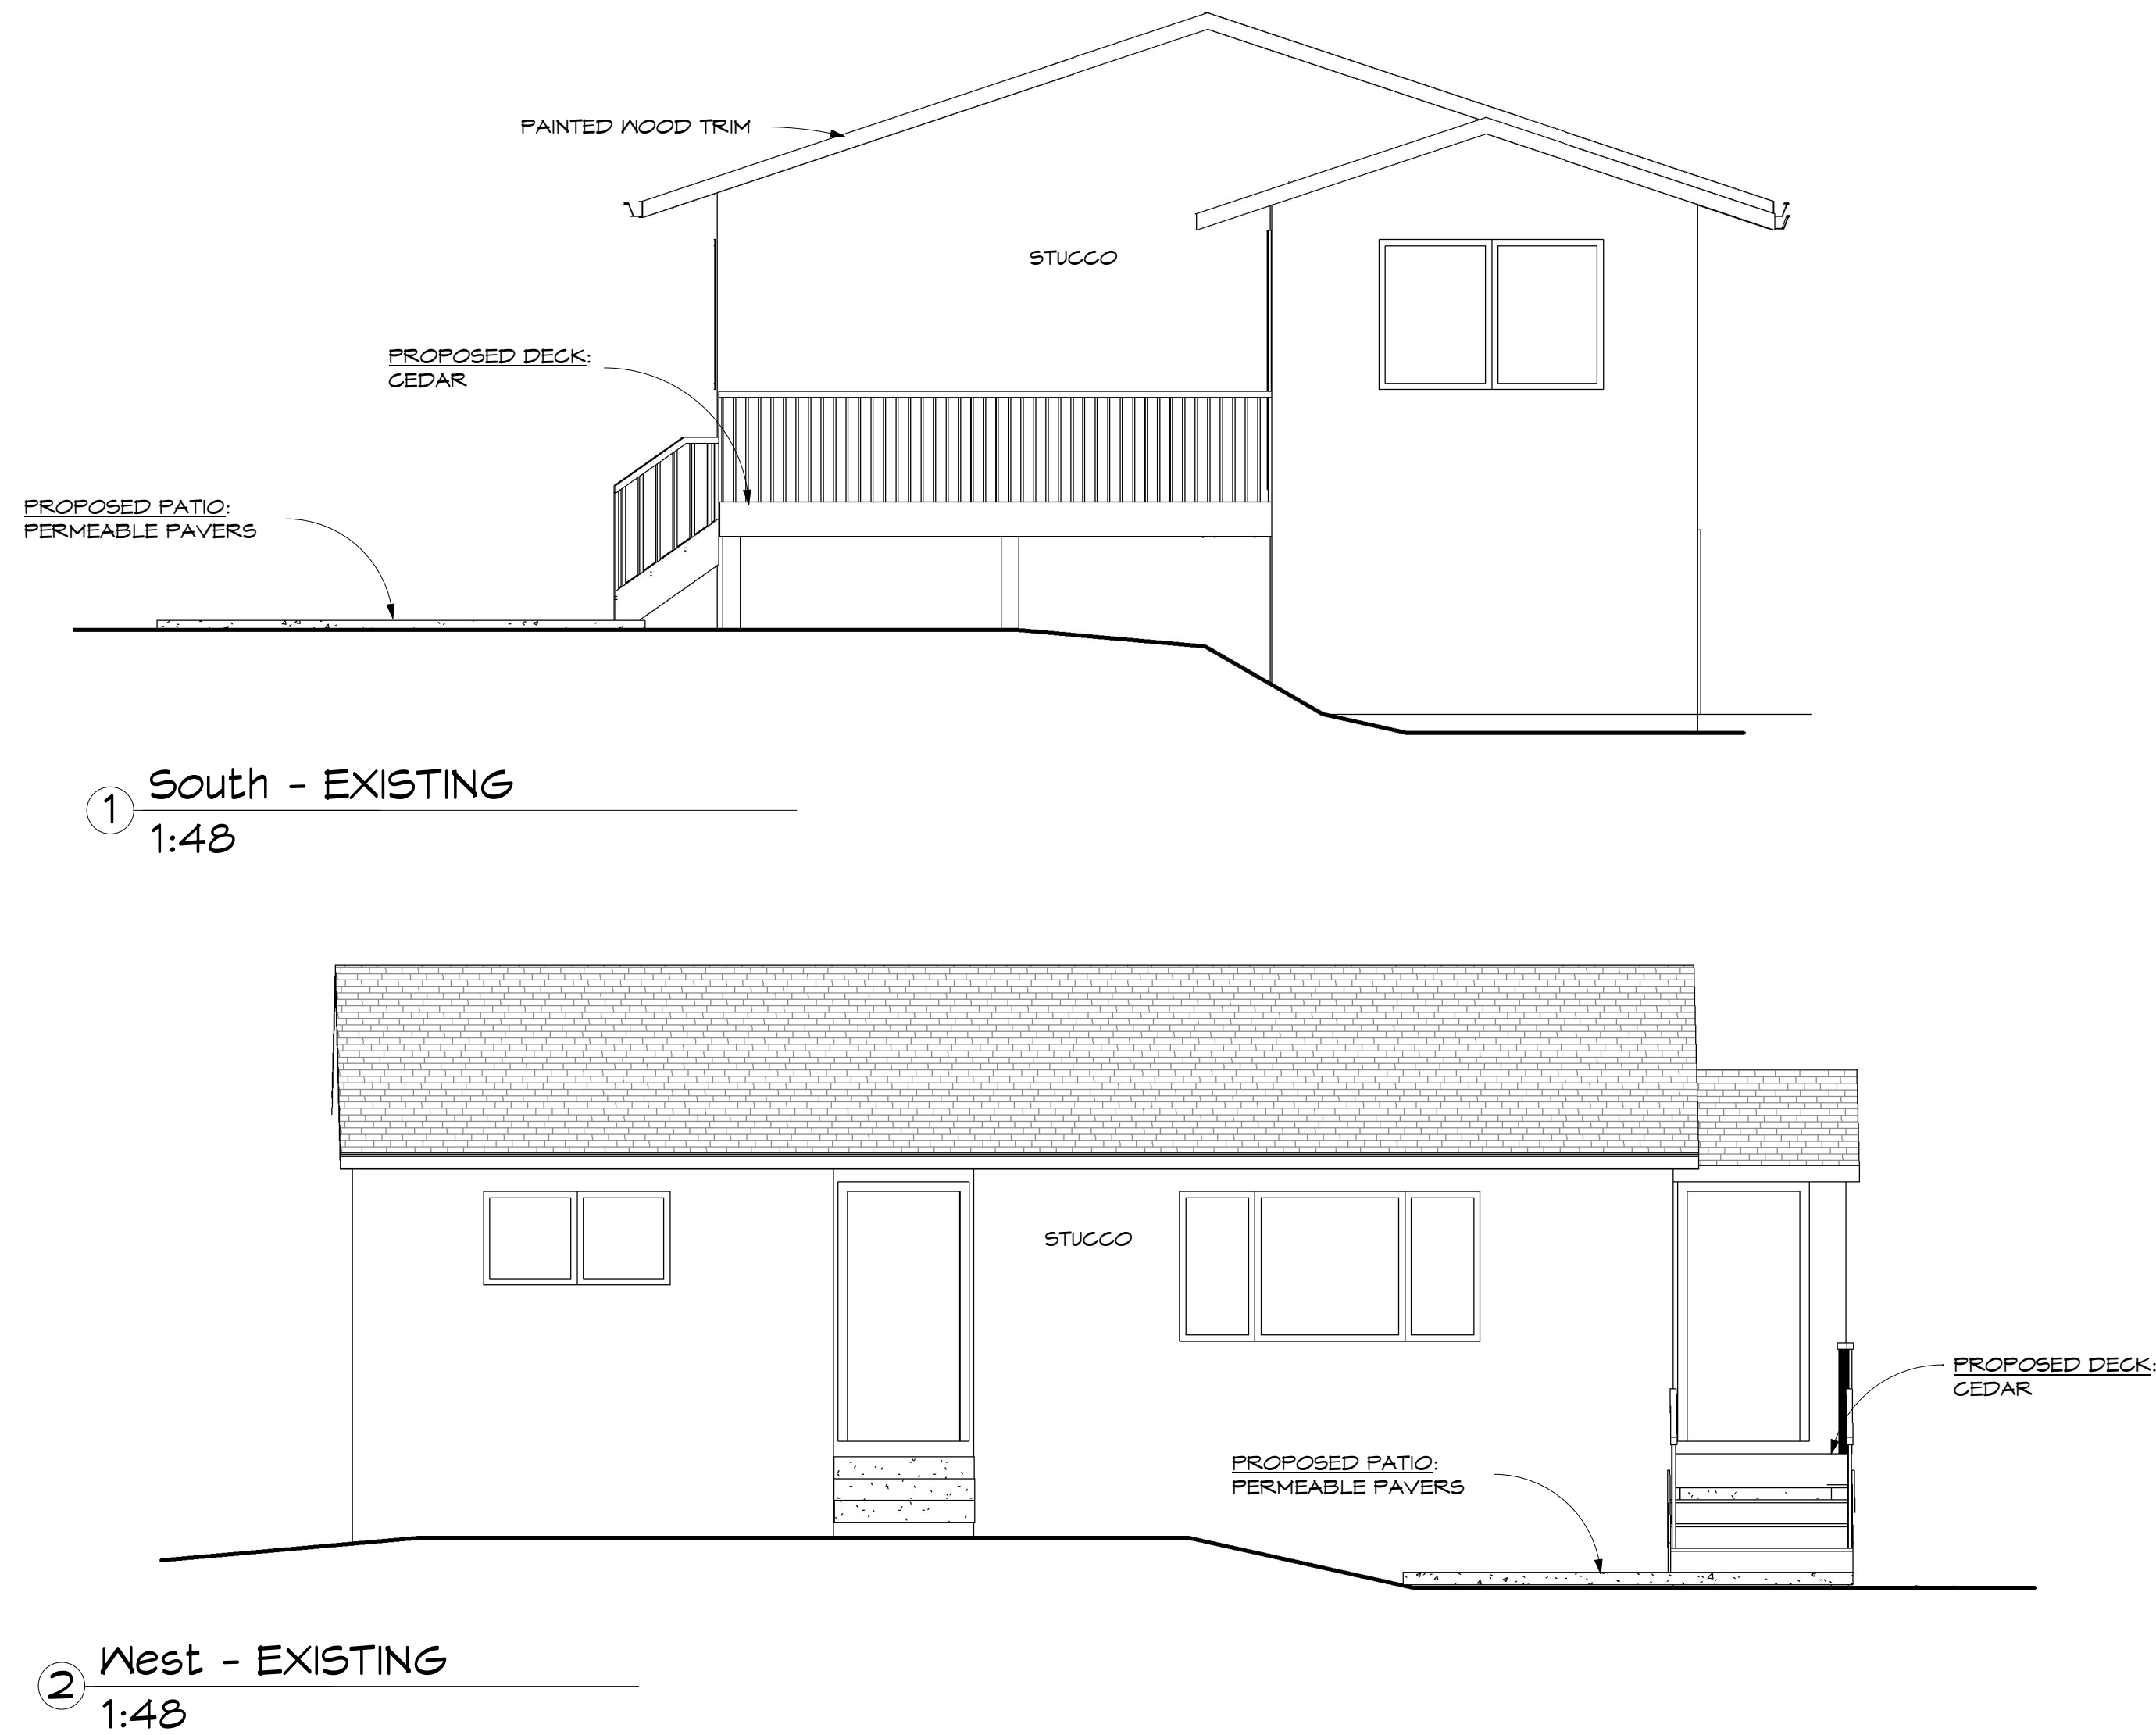 PAINTED WOOD TRIM
STUCCO
PROPOSED DECK:
CEDAR
PROPOSED PATIO:
PERMEABLE PAVERS
1 South - EXISTING
1:48
STUCCO
PROPOSED DECK:
CEDAR
PROPOSED PATIO:
PERMEABLE PAVERS
2 West - EXISTING
1:48